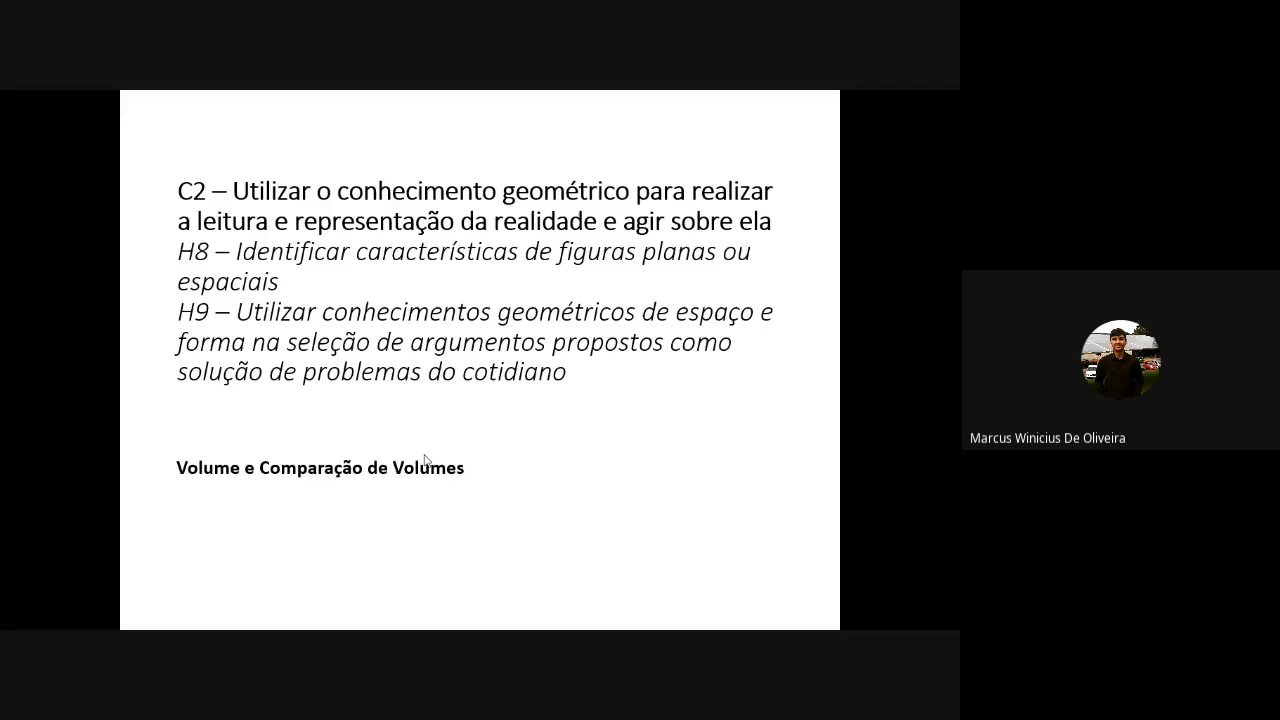 C2 – Utilizar o conhecimento geométrico para realizar
a leitura e representação da realidade e agir sobre ela
H8 – Identificar características de figuras planas ou
espaciais
H9 – Utilizar conhecimentos geométricos de espaço e
forma na seleção de argumentos propostos como
solução de problemas do cotidiano
Volume e Comparação de Volumes
Marcus Winicius De Oliveira